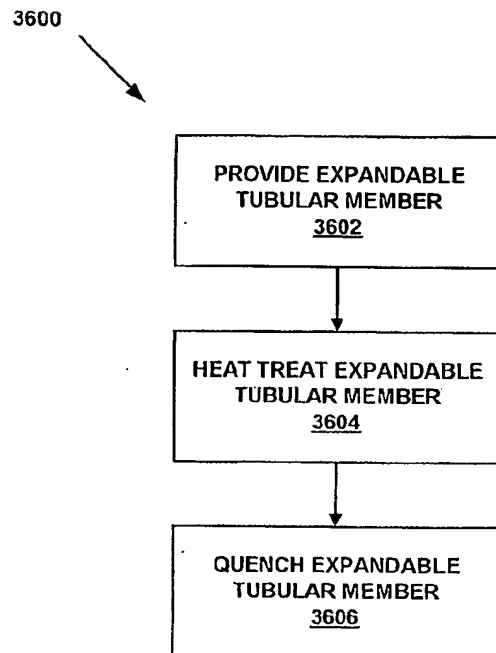 3600
PROVIDE EXPANDABLE
TUBULAR MEMBER
3602
HEAT TREAT EXPANDABLE
TUBULAR MEMBER
3604
QUENCH EXPANDABLE
TUBULAR MEMBER
3606